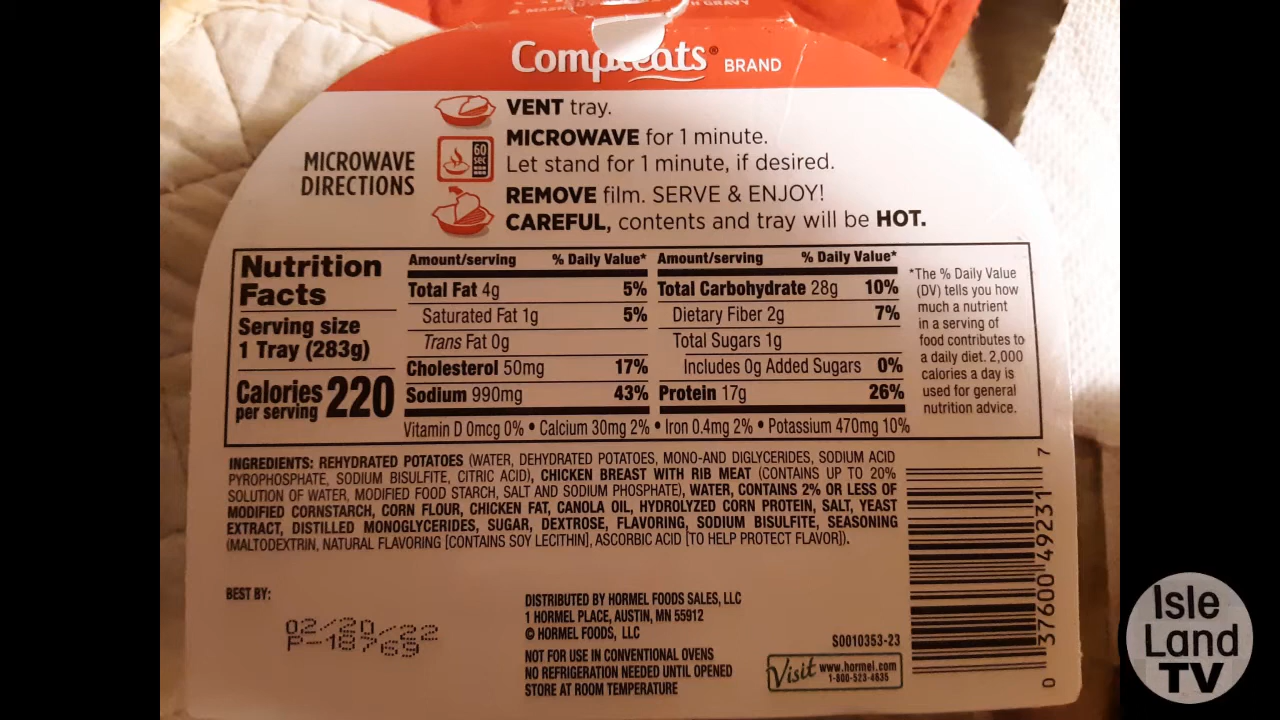 Compleats® BRAND
MICROWAVE
DIRECTIONS
VENT tray.
60
SEC
MICROWAVE for 1 minute.
Let stand for 1 minute, if desired.
REMOVE film. SERVE & ENJOY!
CAREFUL, contents and tray will be HOT.
Nutrition
Facts
Serving size
1 Tray (283g)
Calories
per serving
220
Amount/serving % Daily Value*
Total Fat 4g 5%
Saturated Fat 1g 5%
Trans Fat 0g
Cholesterol 50mg 17%
Sodium 990mg 43%
Amount/serving % Daily Value*
Total Carbohydrate 28g 10%
Dietary Fiber 2g 7%
Total Sugars 1g
Includes 0g Added Sugars 0%
Protein 17g 26%
Vitamin D 0mcg 0% • Calcium 30mg 2% • Iron 0.4mg 2% • Potassium 470mg 10%
*The % Daily Value
(DV) tells you how
much a nutrient
in a serving of
food contributes to
a daily diet. 2,000
calories a day is
used for general
nutrition advice.
INGREDIENTS: REHYDRATED POTATOES (WATER, DEHYDRATED POTATOES, MONO-AND DIGLYCERIDES, SODIUM ACID
PYROPHOSPHATE, SODIUM BISULFITE, CITRIC ACID), CHICKEN BREAST WITH RIB MEAT (CONTAINS UP TO 20%
SOLUTION OF WATER, MODIFIED FOOD STARCH, SALT AND SODIUM PHOSPHATE), WATER, CONTAINS 2% OR LESS OF
MODIFIED CORNSTARCH, CORN FLOUR, CHICKEN FAT, CANOLA OIL, HYDROLYZED CORN PROTEIN, SALT, YEAST
EXTRACT, DISTILLED MONOGLYCERIDES, SUGAR, DEXTROSE, FLAVORING, SODIUM BISULFITE, SEASONING
(MALTODEXTRIN, NATURAL FLAVORING [CONTAINS SOY LECITHIN], ASCORBIC ACID [TO HELP PROTECT FLAVOR]).
BEST BY:
02/20/22
P-18769
DISTRIBUTED BY HORMEL FOODS SALES, LLC
1 HORMEL PLACE, AUSTIN, MN 55912
© HORMEL FOODS, LLC
NOT FOR USE IN CONVENTIONAL OVENS
NO REFRIGERATION NEEDED UNTIL OPENED
STORE AT ROOM TEMPERATURE
S0010353-23
Visit www.hormel.com
1-800-523-4635
0 37600 49231 7
Isle
Land
TV